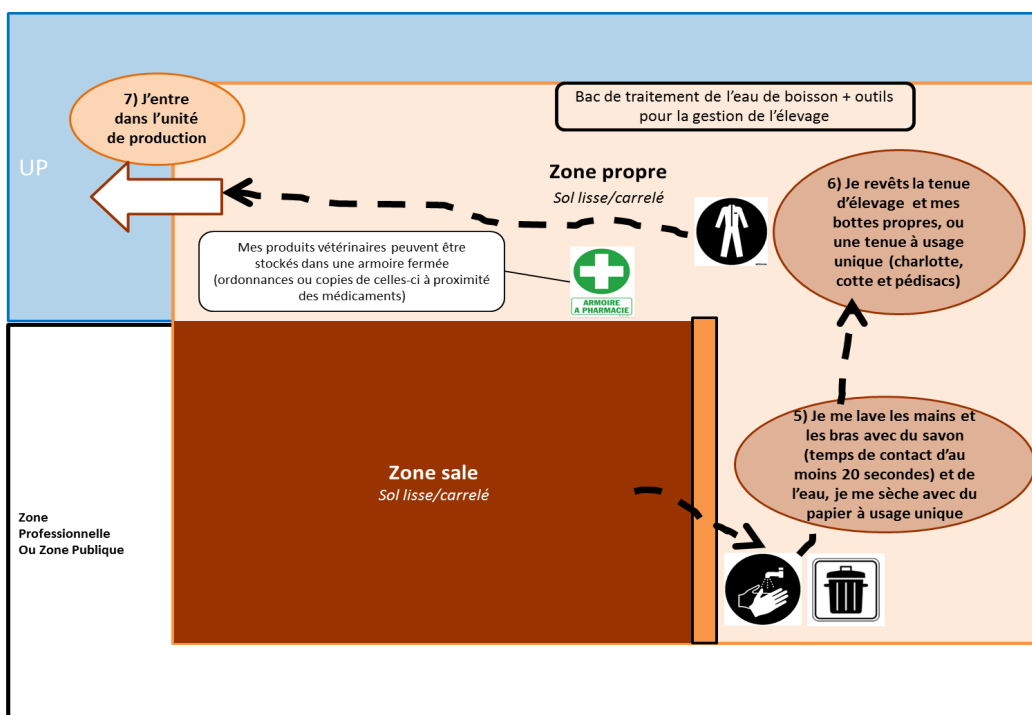 7) J'entre
dans l'unité
de production
UP
Bac de traitement de l'eau de boisson + outils
pour la gestion de l'élevage
Zone propre
Sol lisse/carrelé
6) Je revêts la tenue
d'élevage et mes
bottes propres, ou
une tenue à usage
unique (charlotte,
cotte et pédisacs)
Mes produits vétérinaires peuvent être
stockés dans une armoire fermée
(ordonnances ou copies de celles-ci à proximité
des médicaments)
ARMOIRE
A PHARMACIE
5) Je me lave les mains et
les bras avec du savon
(temps de contact d'au
moins 20 secondes) et de
l'eau, je me sèche avec du
papier à usage unique
Zone sale
Sol lisse/carrelé
Zone
Professionnelle
Ou Zone Publique